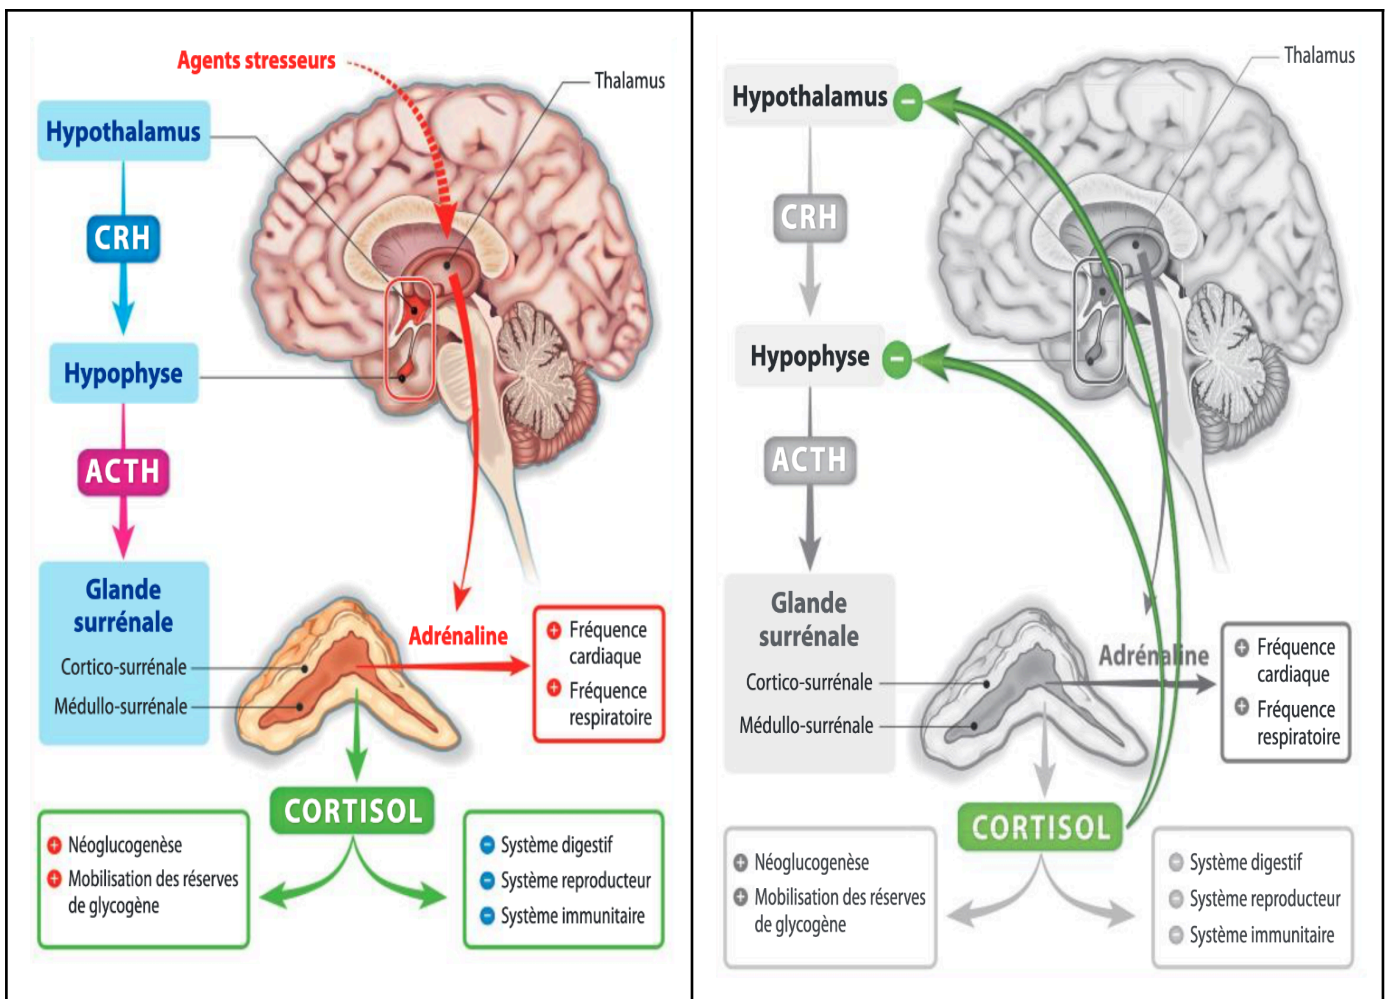 Agents stresseurs
Thalamus
Hypothalamus
CRH
Hypophyse
ACTH
Glande
surrénale
Cortico-surrénale
Médullo-surrénale
Adrénaline
+ Fréquence
cardiaque
+ Fréquence
respiratoire
CORTISOL
+ Néoglucogenèse
+ Mobilisation des réserves
de glycogène
- Système digestif
- Système reproducteur
- Système immunitaire
Thalamus
Hypothalamus -
CRH
Hypophyse -
ACTH
Glande
surrénale
Cortico-surrénale
Médullo-surrénale
Adrénaline
+ Fréquence
cardiaque
+ Fréquence
respiratoire
CORTISOL
+ Néoglucogenèse
+ Mobilisation des réserves
de glycogène
- Système digestif
- Système reproducteur
- Système immunitaire